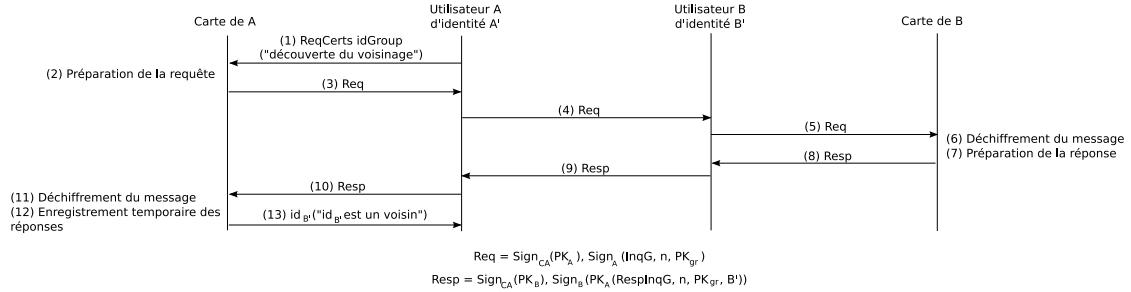 Carte de A
Utilisateur A
d'identité A'
Utilisateur B
d'identité B'
Carte de B
(1) ReqCerts idGroup
("découverte du voisinage")
(2) Préparation de la requête
(3) Req
(4) Req
(5) Req
(6) Déchiffrement du message
(7) Préparation de la réponse
(8) Resp
(9) Resp
(10) Resp
(11) Déchiffrement du message
(12) Enregistrement temporaire des
réponses
(13) id_B' ("id_B' est un voisin")
Req = Sign_CA(PK_A), Sign_A (InqG, n, PK_gr)
Resp = Sign_CA(PK_B), Sign_B(PK_A(RespInqG, n, PK_gr, B'))